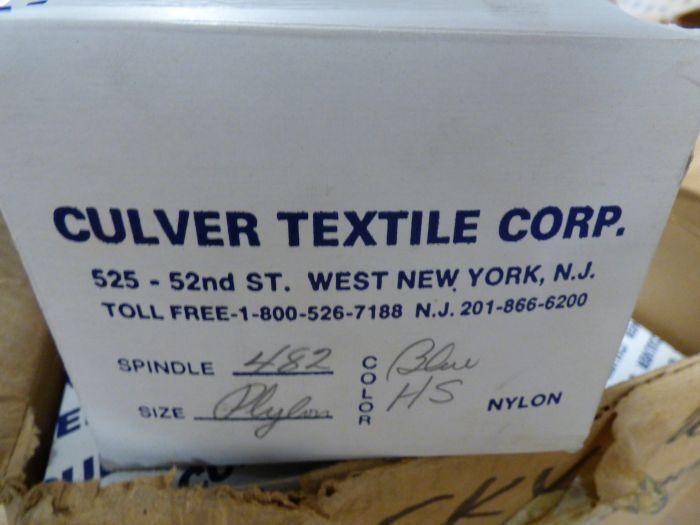 CULVER TEXTILE CORP.
525 - 52nd ST. WEST NEW YORK, N.J.
TOLL FREE-1-800-526-7188 N.J. 201-866-6200
SPINDLE 482 COLOR Blue
SIZE Plylon HS NYLON